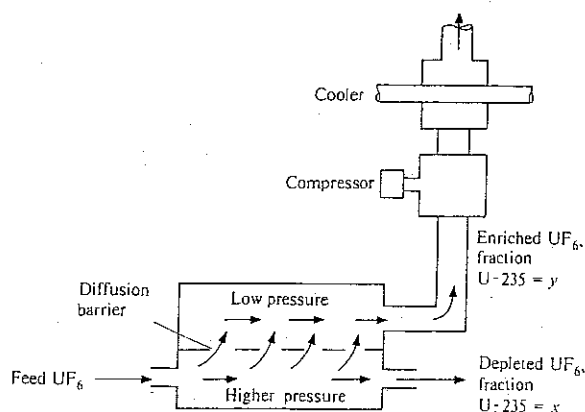 Cooler
Compressor
Enriched UF6,
fraction
U-235 = y
Diffusion
barrier
Low pressure
Feed UF6
Higher pressure
Depleted UF6,
fraction
U-235 = x